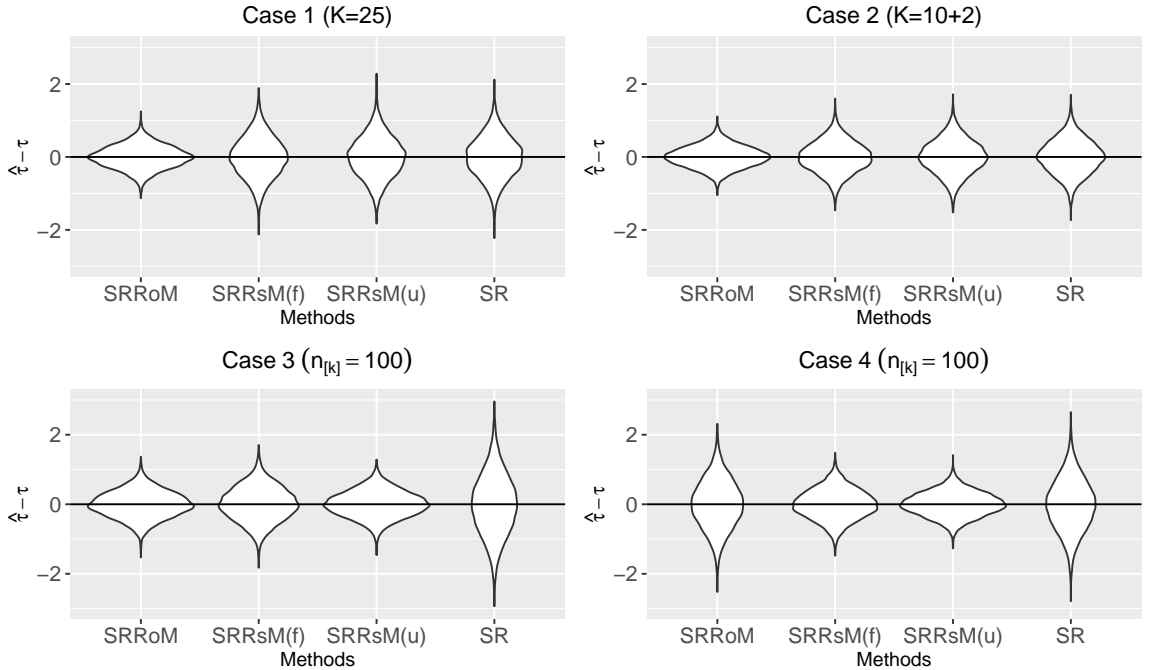 Case 1 (K=25)
τ̂ − τ
2
0
−2
SRRoM SRRsM(f) SRRsM(u) SR
Methods
Case 2 (K=10+2)
τ̂ − τ
2
0
−2
SRRoM SRRsM(f) SRRsM(u) SR
Methods
Case 3 (n[k] = 100)
τ̂ − τ
2
0
−2
SRRoM SRRsM(f) SRRsM(u) SR
Methods
Case 4 (n[k] = 100)
τ̂ − τ
2
0
−2
SRRoM SRRsM(f) SRRsM(u) SR
Methods